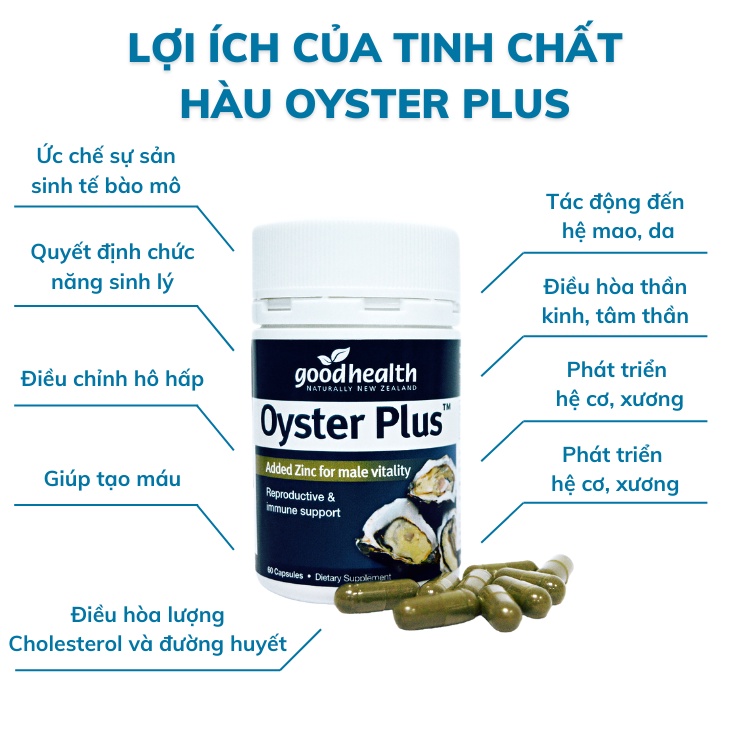 LỢI ÍCH CỦA TINH CHẤT
HÀU OYSTER PLUS
Ức chế sự sản
sinh tế bào mô
Quyết định chức
năng sinh lý
Điều chỉnh hô hấp
Giúp tạo máu
Điều hòa lượng
Cholesterol và đường huyết
Tác động đến
hệ mao, da
Điều hòa thần
kinh, tâm thần
Phát triển
hệ cơ, xương
Phát triển
hệ cơ, xương
goodhealth
NATURALLY NEW ZEALAND
Oyster Plus™
Added Zinc for male vitality
Reproductive &
immune support
60 Capsules • Dietary Supplement